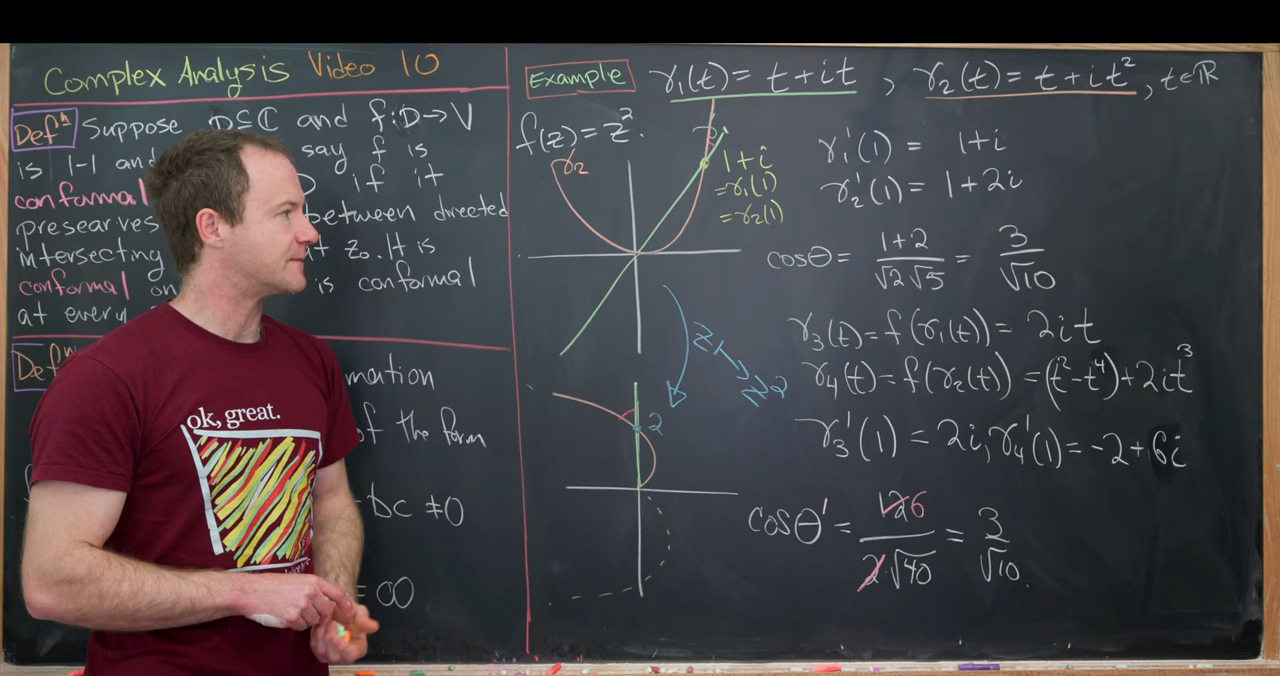 Complex Analysis Video 10
Defn Suppose D⊆ℂ and f:D→V
is 1-1 and say f is
conformal if it
presearves between directed
intersecting at z₀. It is
conformal on is conformal
at every
Defn mation
of the form
bc ≠0
= ∞
ok, great.
Example γ₁(t) = t+it , γ₂(t) = t+it² , t∈ℝ
f(z)=z².
γ₂
1+i
=γ₁(1)
=γ₂(1)
γ₁'(1) = 1+i
γ₂'(1) = 1+2i
cosθ = (1+2)/(√2√5) = 3/√10
z↦z²
2
γ₃(t)=f(γ₁(t)) = 2it
γ₄(t)=f(γ₂(t)) = (t²-t⁴)+2it³
γ₃'(1) = 2i, γ₄'(1) = -2+6i
cosθ' = 12 6/(2·√40) = 3/√10.